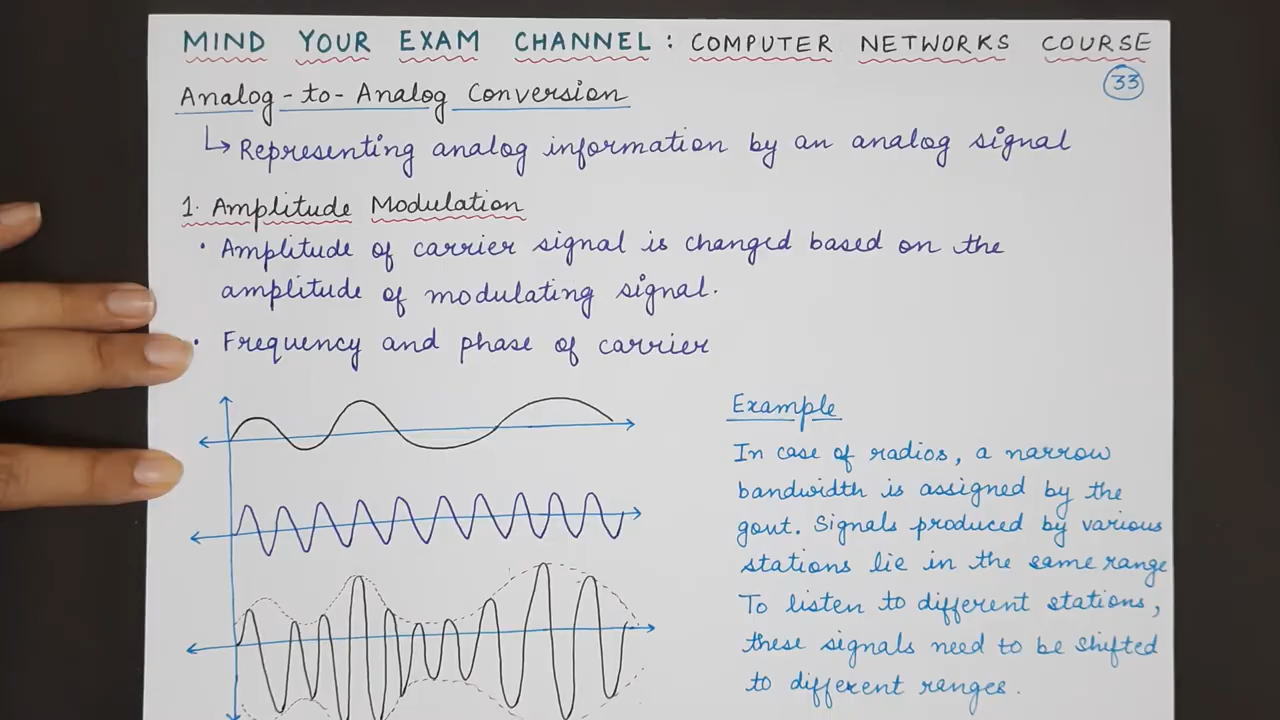 MIND YOUR EXAM CHANNEL : COMPUTER NETWORKS COURSE
33
Analog-to-Analog Conversion
↳ Representing analog information by an analog signal
1. Amplitude Modulation
• Amplitude of carrier signal is changed based on the
amplitude of modulating signal.
• Frequency and phase of carrier
Example
In case of radios, a narrow
bandwidth is assigned by the
govt. Signals produced by various
stations lie in the same range
To listen to different stations,
these signals need to be shifted
to different ranges.